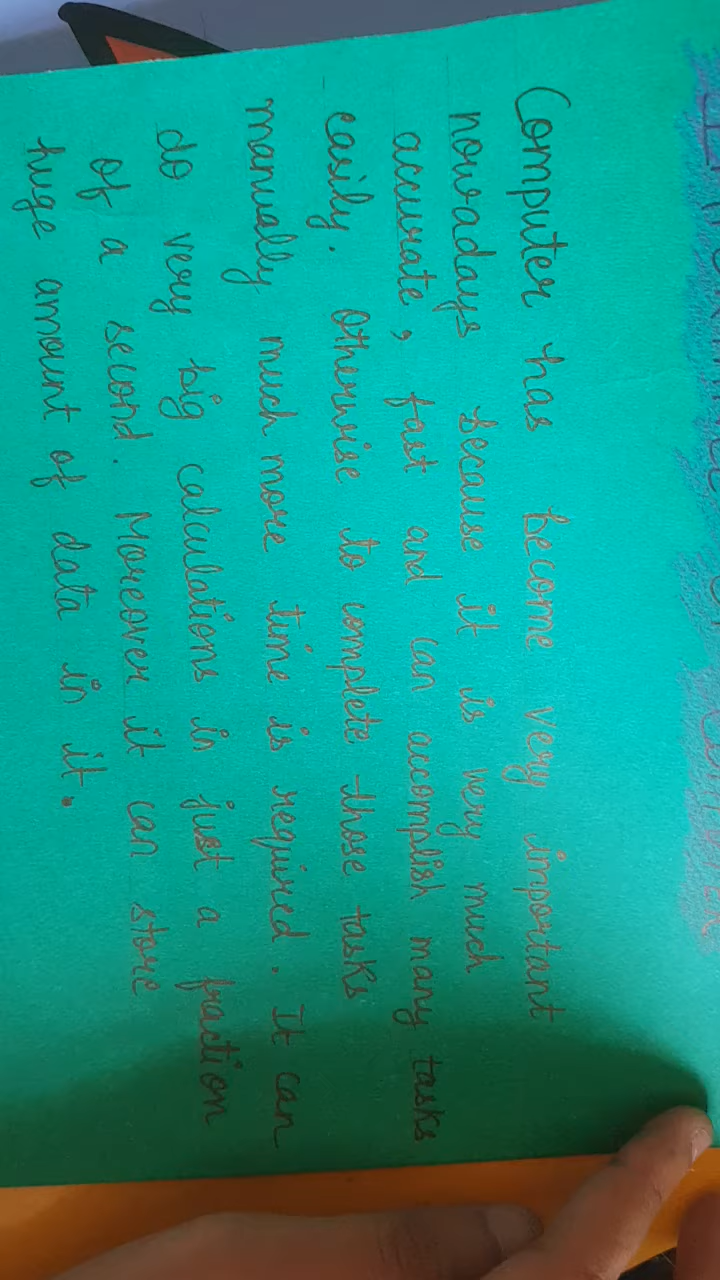 Computer has become very important
nowadays because it is very much
accurate, fast and can accomplish many tasks
easily. Otherwise to complete those tasks
manually much more time is required. It can
do very big calculations in just a fraction
of a second. Moreover it can store
huge amount of data in it.